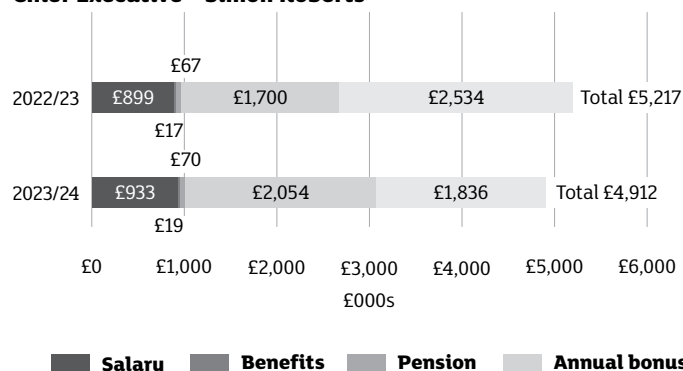 Chief Executive – Simon Roberts
£67
2022/23 £899 £1,700 £2,534 Total £5,217
£17
£70
2023/24 £933 £2,054 £1,836 Total £4,912
£19
£0 £1,000 £2,000 £3,000 £4,000 £5,000 £6,000
£000s
Salary Benefits Pension Annual bonus